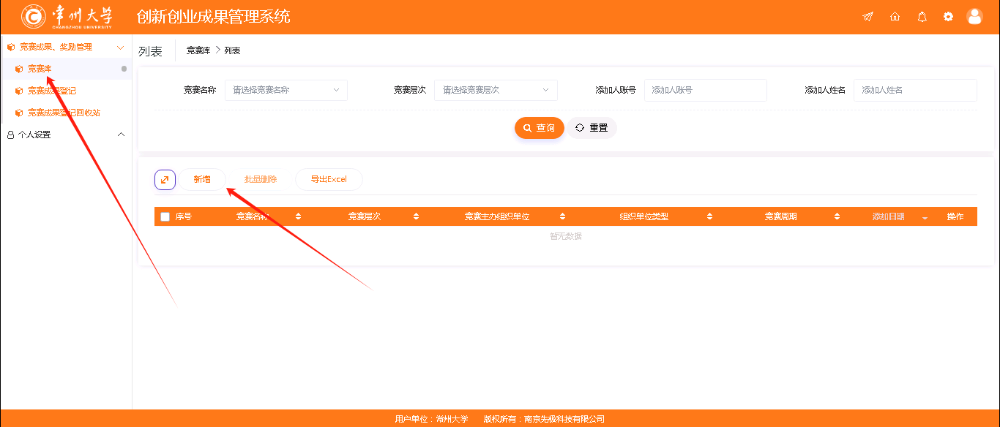 常州大学
CHANGZHOU UNIVERSITY
创新创业成果管理系统
竞赛成果、奖励管理
竞赛库
竞赛成果登记
竞赛成果登记回收站
个人设置
列表 竞赛库 > 列表
竞赛名称 请选择竞赛名称 竞赛层次 请选择竞赛层次 添加人账号 添加人账号 添加人姓名 添加人姓名
查询 重置
新增 批量删除 导出Excel
序号 竞赛名称 竞赛层次 竞赛主办组织单位 组织单位类型 竞赛周期 添加日期 操作
暂无数据
用户单位：常州大学 版权所有：南京先极科技有限公司